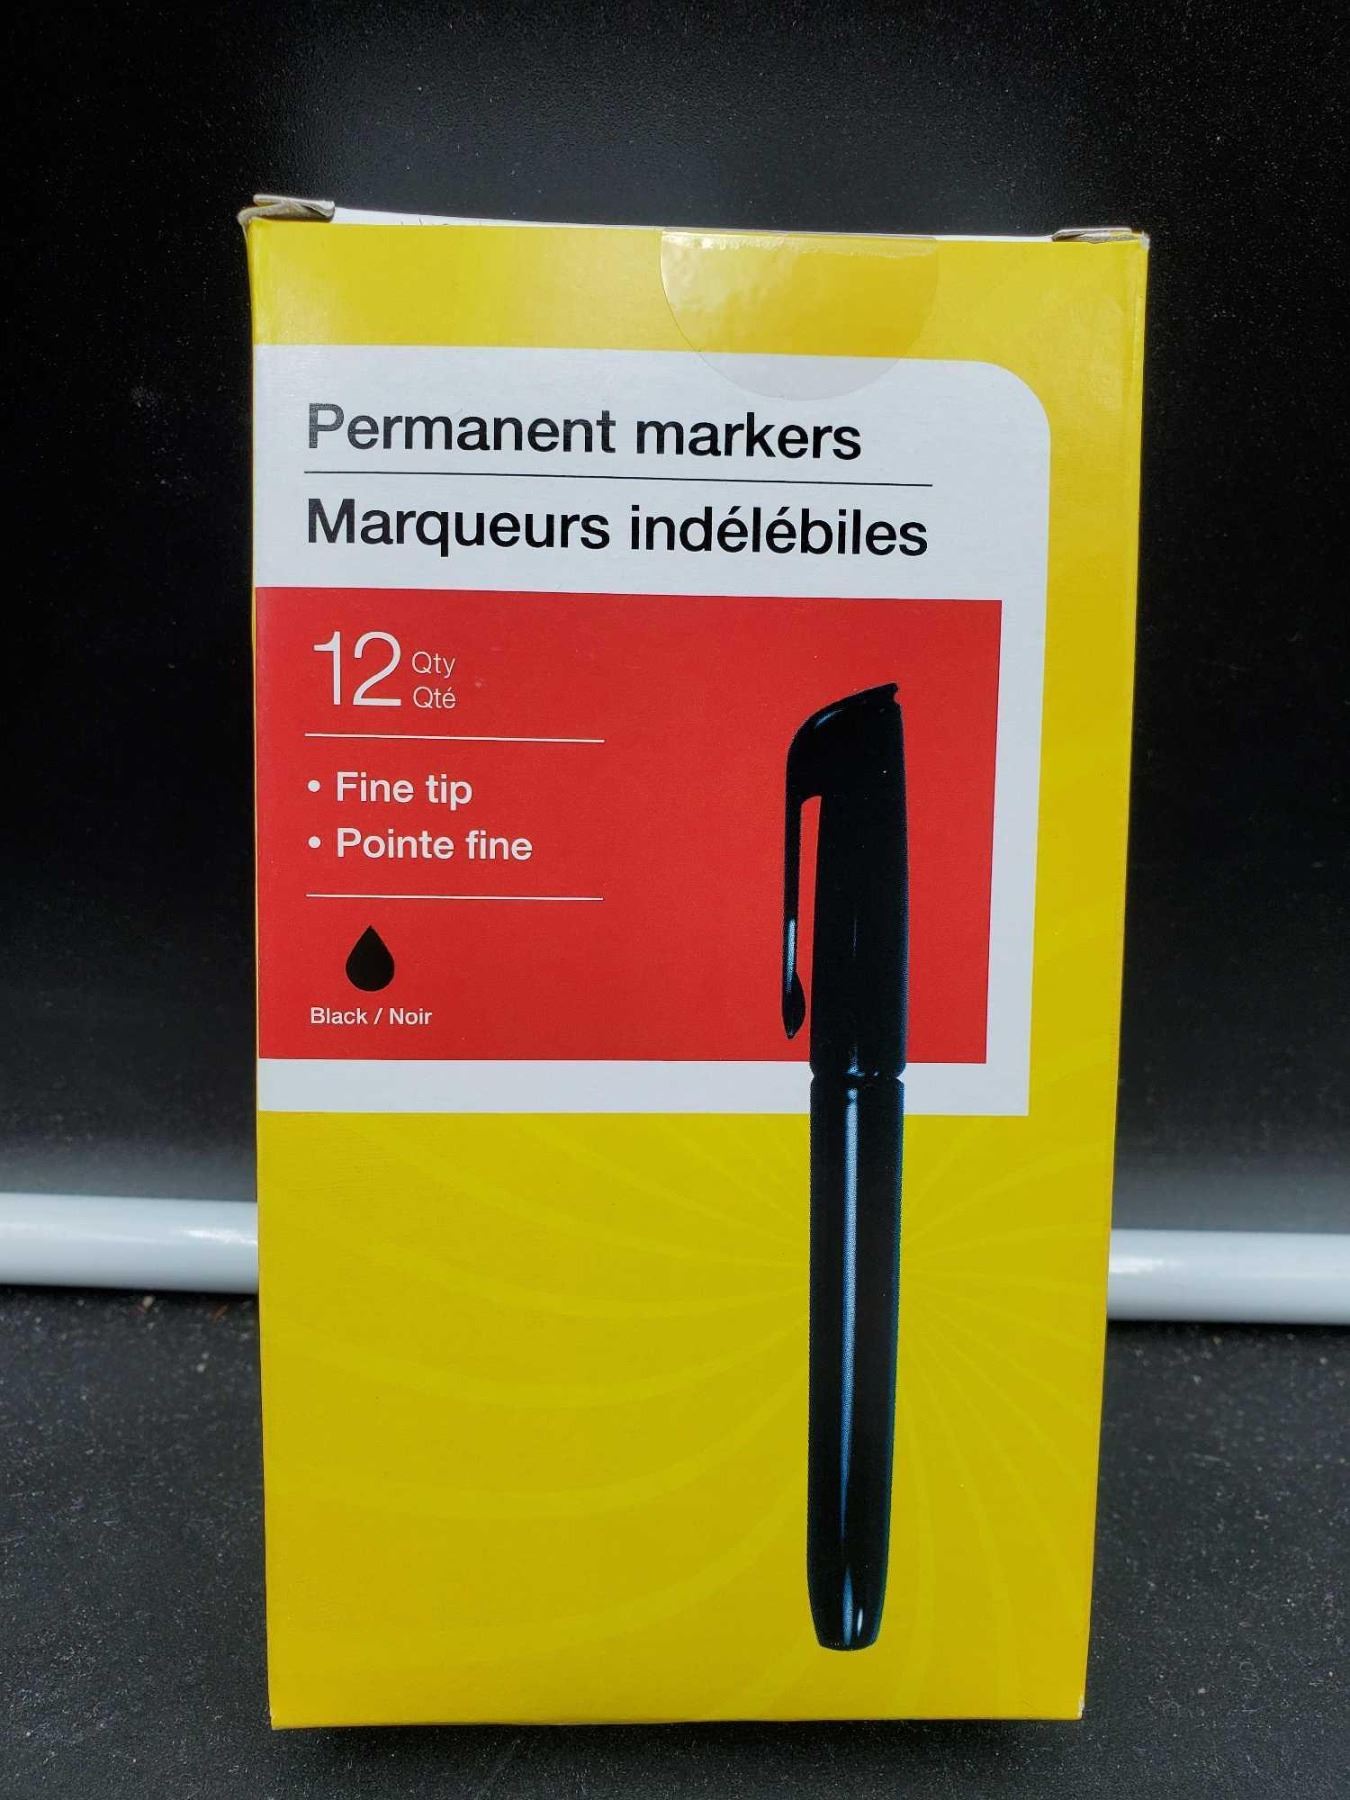 Permanent markers
Marqueurs indélébiles
12 Qty
Qté
• Fine tip
• Pointe fine
Black / Noir